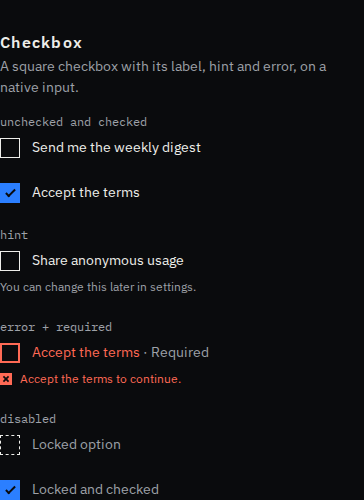 Checkbox
A square checkbox with its label, hint and error, on a
native input.
unchecked and checked
Send me the weekly digest
Accept the terms
hint
Share anonymous usage
You can change this later in settings.
error + required
Accept the terms · Required
Accept the terms to continue.
disabled
Locked option
Locked and checked